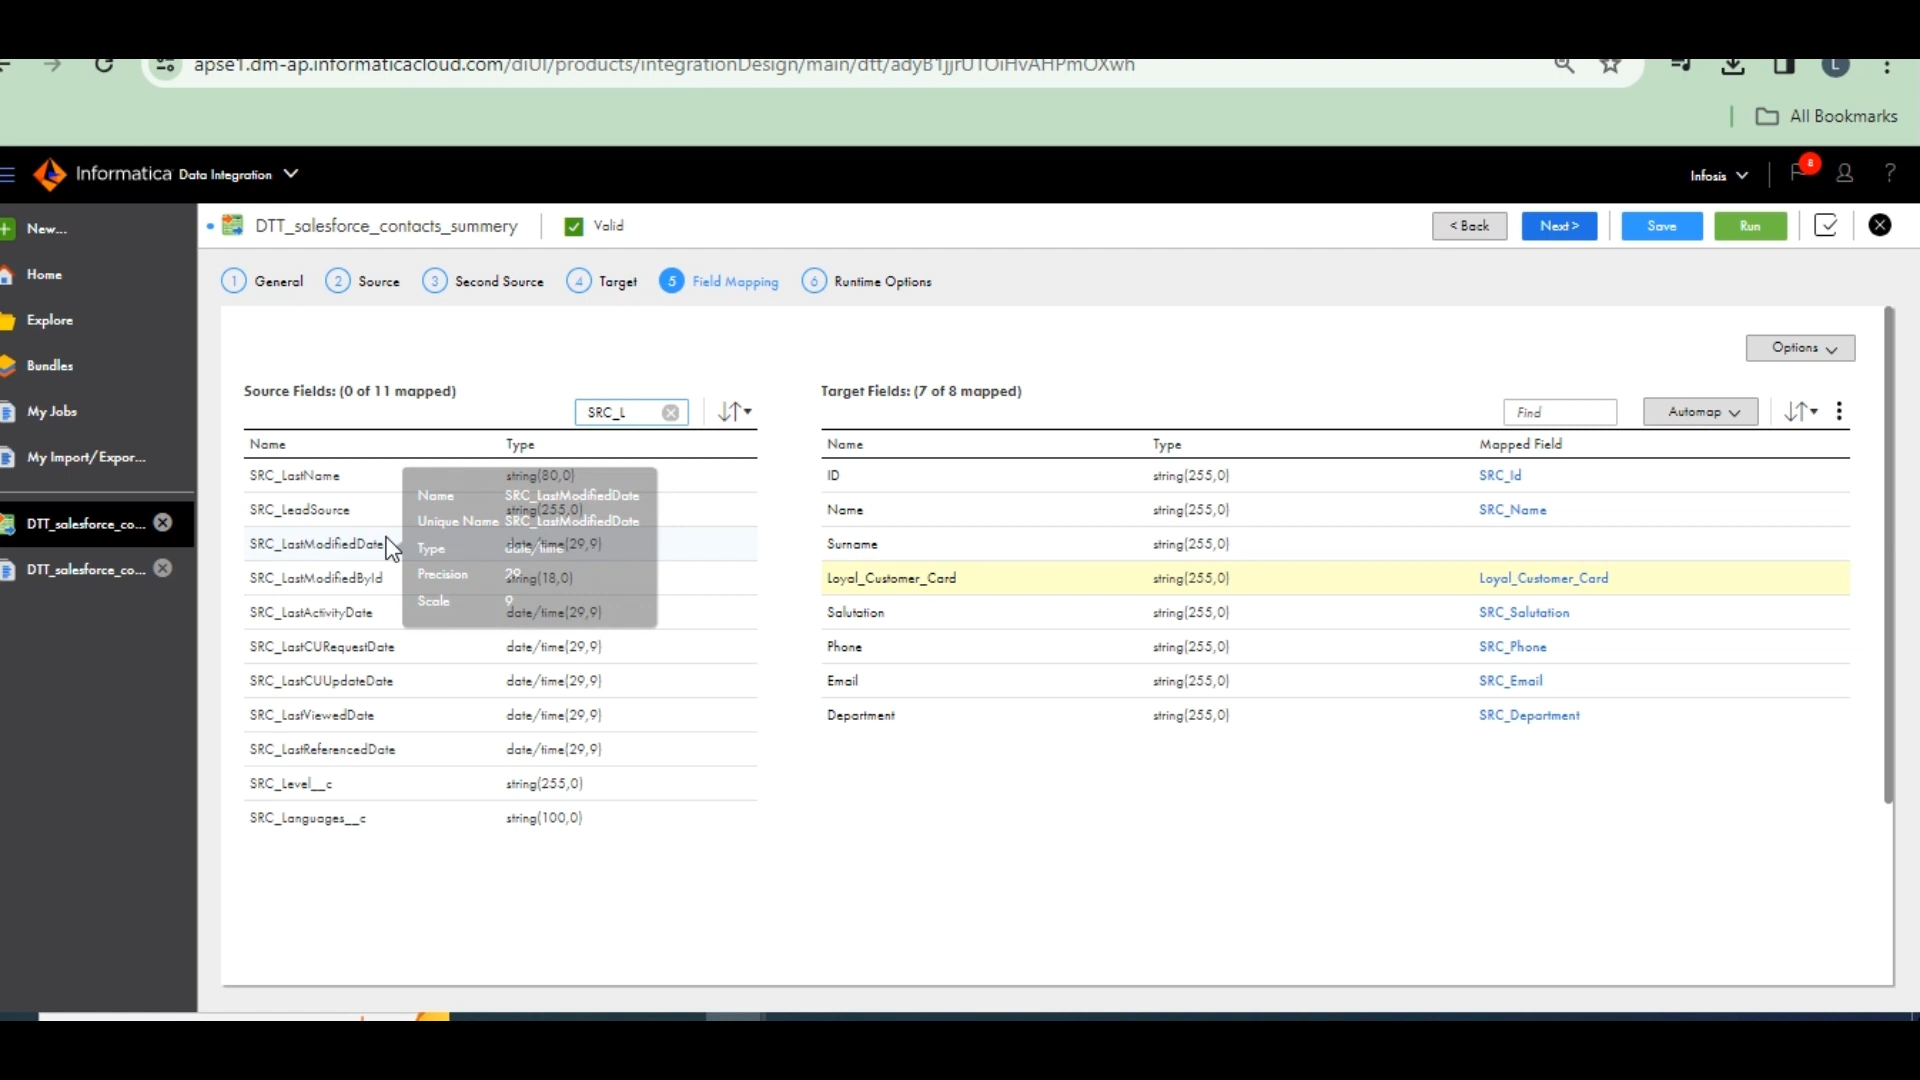 apse1.dm-ap.informaticacloud.com/diUI/products/integrationDesign/main/dtt/adyB1jjrU1OiHvAHPmOXwh
L
All Bookmarks
Informatica Data Integration
Infosis
8
?
New...
DTT_salesforce_contacts_summery
Valid
< Back
Next >
Save
Run
Home
1 General
2 Source
3 Second Source
4 Target
5 Field Mapping
6 Runtime Options
Explore
Bundles
My Jobs
My Import/Expor...
DTT_salesforce_co...
DTT_salesforce_co...
Options
Source Fields: (0 of 11 mapped)
SRC_L
Name Type
SRC_LastName string(80,0)
SRC_LeadSource string(255,0)
SRC_LastModifiedDate date/time(29,9)
SRC_LastModifiedById string(18,0)
SRC_LastActivityDate date/time(29,9)
SRC_LastCURequestDate date/time(29,9)
SRC_LastCUUpdateDate date/time(29,9)
SRC_LastViewedDate date/time(29,9)
SRC_LastReferencedDate date/time(29,9)
SRC_Level__c string(255,0)
SRC_Languages__c string(100,0)
Name SRC_LastModifiedDate
Unique Name SRC_LastModifiedDate
Type date/time
Precision 29
Scale 9
Target Fields: (7 of 8 mapped)
Find
Automap
Name Type Mapped Field
ID string(255,0) SRC_Id
Name string(255,0) SRC_Name
Surname string(255,0)
Loyal_Customer_Card string(255,0) Loyal_Customer_Card
Salutation string(255,0) SRC_Salutation
Phone string(255,0) SRC_Phone
Email string(255,0) SRC_Email
Department string(255,0) SRC_Department